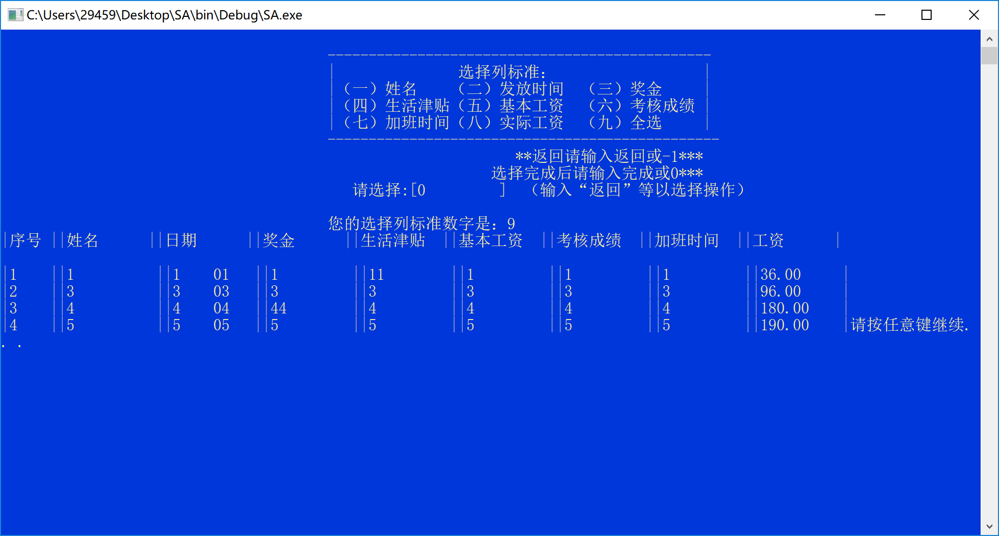 C:\Users\29459\Desktop\SA\bin\Debug\SA.exe
-----------------------------------------------
|               选择列标准：                   |
|（一）姓名    （二）发放时间  （三）奖金     |
|（四）生活津贴（五）基本工资  （六）考核成绩 |
|（七）加班时间（八）实际工资  （九）全选     |
------------------------------------------------
**返回请输入返回或-1***
选择完成后请输入完成或0***
请选择:[0         ]  （输入“返回”等以选择操作）
您的选择列标准数字是：9
|序号 ||姓名      ||日期      ||奖金      ||生活津贴  ||基本工资  ||考核成绩  ||加班时间  ||工资      |
|1    ||1          ||1    01   ||1         ||11        ||1         ||1         ||1         ||36.00     |
|2    ||3          ||3    03   ||3         ||3         ||3         ||3         ||3         ||96.00     |
|3    ||4          ||4    04   ||44        ||4         ||4         ||4         ||4         ||180.00    |
|4    ||5          ||5    05   ||5         ||5         ||5         ||5         ||5         ||190.00    |请按任意键继续.
. .